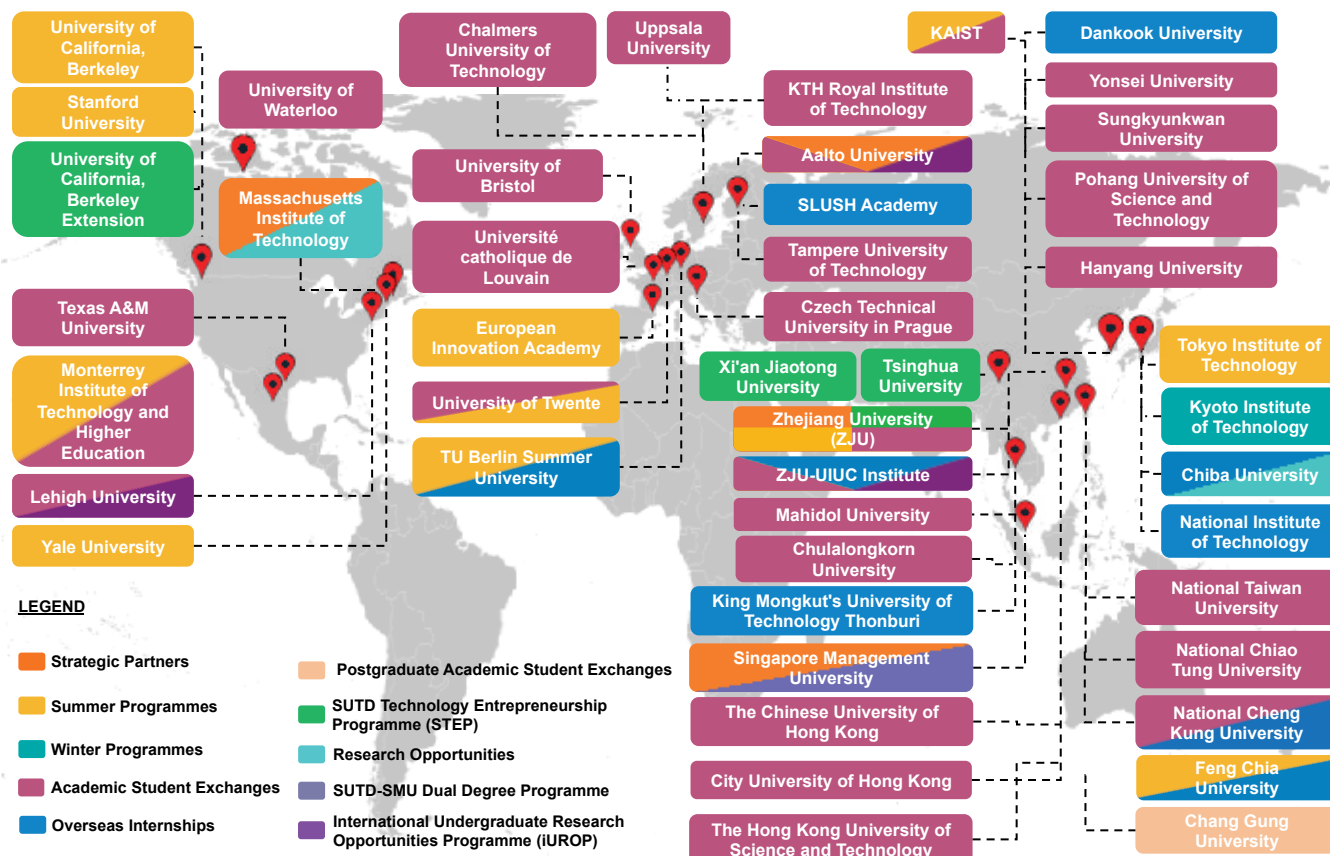 University of
California,
Berkeley
Stanford
University
University of
California,
Berkeley
Extension
University of
Waterloo
Massachusetts
Institute of
Technology
Texas A&M
University
Monterrey
Institute of
Technology and
Higher
Education
Lehigh University
Yale University
Chalmers
University of
Technology
Uppsala
University
University of
Bristol
Université
catholique de
Louvain
European
Innovation Academy
University of Twente
TU Berlin Summer
University
KTH Royal Institute
of Technology
Aalto University
SLUSH Academy
Tampere University
of Technology
Czech Technical
University in Prague
Xi'an Jiaotong
University
Tsinghua
University
Zhejiang University
(ZJU)
ZJU-UIUC Institute
Mahidol University
Chulalongkorn
University
King Mongkut's University of
Technology Thonburi
Singapore Management
University
The Chinese University of
Hong Kong
City University of Hong Kong
The Hong Kong University of
Science and Technology
KAIST
Dankook University
Yonsei University
Sungkyunkwan
University
Pohang University of
Science and
Technology
Hanyang University
Tokyo Institute of
Technology
Kyoto Institute
of Technology
Chiba University
National Institute
of Technology
National Taiwan
University
National Chiao
Tung University
National Cheng
Kung University
Feng Chia
University
Chang Gung
University
LEGEND
Strategic Partners
Summer Programmes
Winter Programmes
Academic Student Exchanges
Overseas Internships
Postgraduate Academic Student Exchanges
SUTD Technology Entrepreneurship
Programme (STEP)
Research Opportunities
SUTD-SMU Dual Degree Programme
International Undergraduate Research
Opportunities Programme (iUROP)